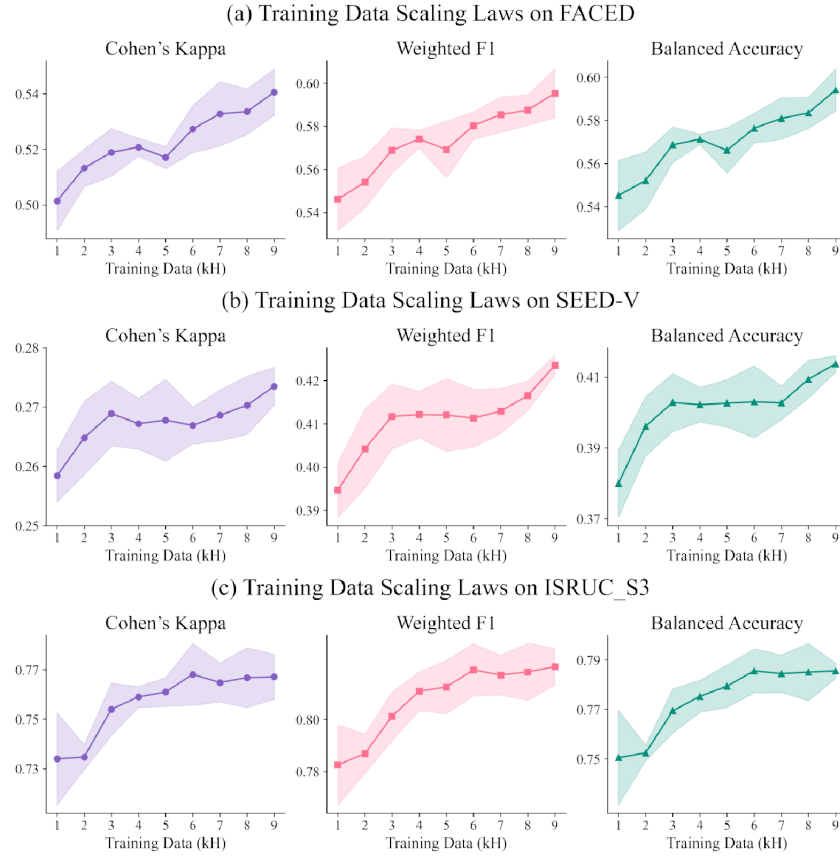 (a) Training Data Scaling Laws on FACED
Cohen's Kappa Weighted F1 Balanced Accuracy
0.54
0.52
0.50
1 2 3 4 5 6 7 8 9
Training Data (kH)
0.60
0.58
0.56
0.54
1 2 3 4 5 6 7 8 9
Training Data (kH)
0.60
0.58
0.56
0.54
1 2 3 4 5 6 7 8 9
Training Data (kH)
(b) Training Data Scaling Laws on SEED-V
Cohen's Kappa Weighted F1 Balanced Accuracy
0.28
0.27
0.26
0.25
1 2 3 4 5 6 7 8 9
Training Data (kH)
0.42
0.41
0.40
0.39
1 2 3 4 5 6 7 8 9
Training Data (kH)
0.41
0.39
0.37
1 2 3 4 5 6 7 8 9
Training Data (kH)
(c) Training Data Scaling Laws on ISRUC_S3
Cohen's Kappa Weighted F1 Balanced Accuracy
0.77
0.75
0.73
1 2 3 4 5 6 7 8 9
Training Data (kH)
0.80
0.78
1 2 3 4 5 6 7 8 9
Training Data (kH)
0.79
0.77
0.75
1 2 3 4 5 6 7 8 9
Training Data (kH)